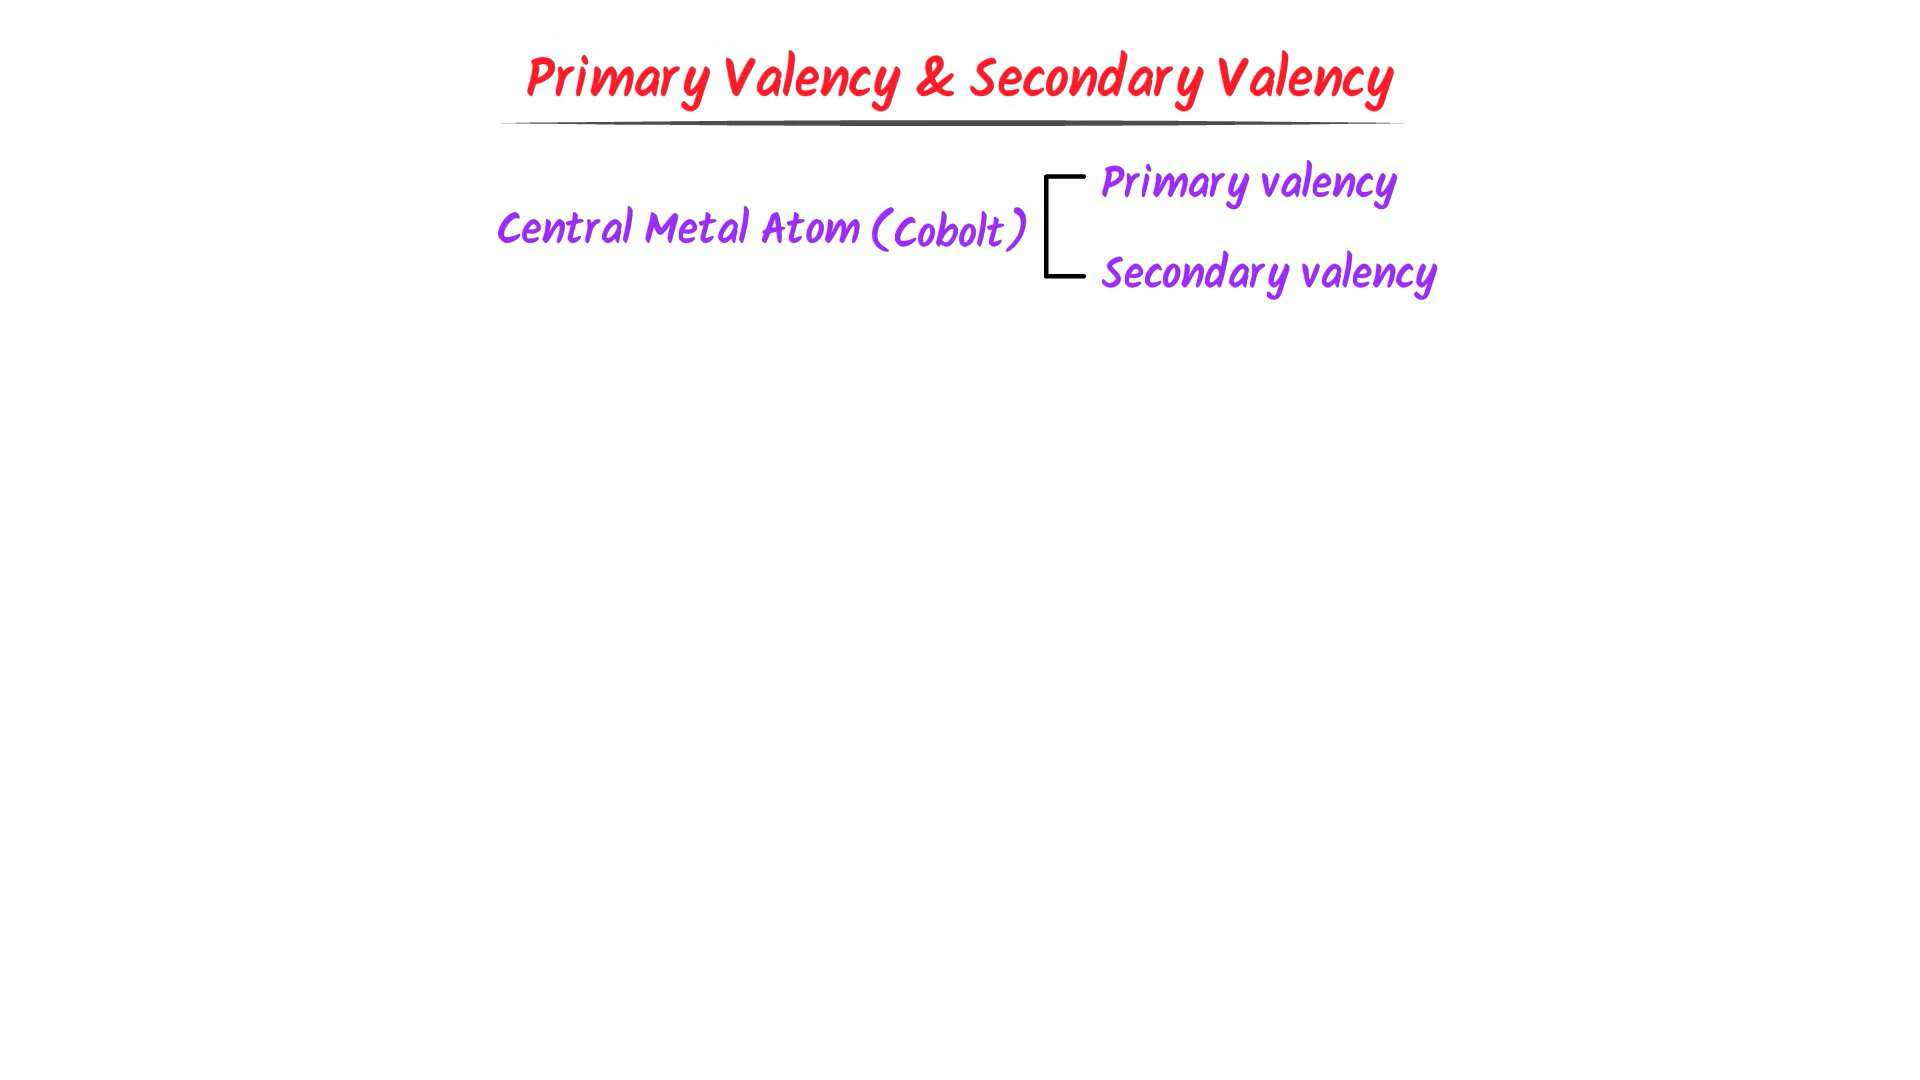 Primary Valency & Secondary Valency
Primary valency
Central Metal Atom (Cobolt)
Secondary valency